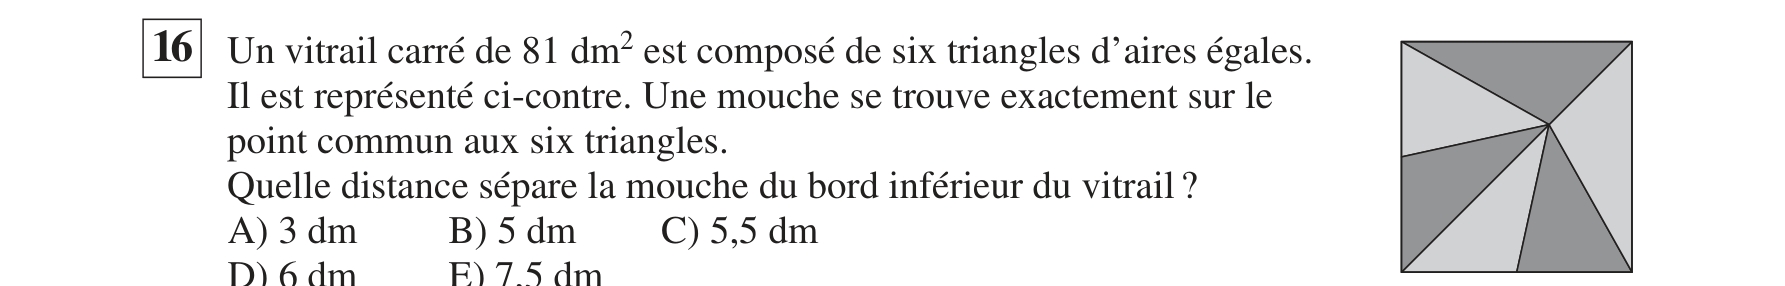 16 Un vitrail carré de 81 dm² est composé de six triangles d’aires égales.
Il est représenté ci-contre. Une mouche se trouve exactement sur le
point commun aux six triangles.
Quelle distance sépare la mouche du bord inférieur du vitrail ?
A) 3 dm B) 5 dm C) 5,5 dm
D) 6 dm E) 7,5 dm